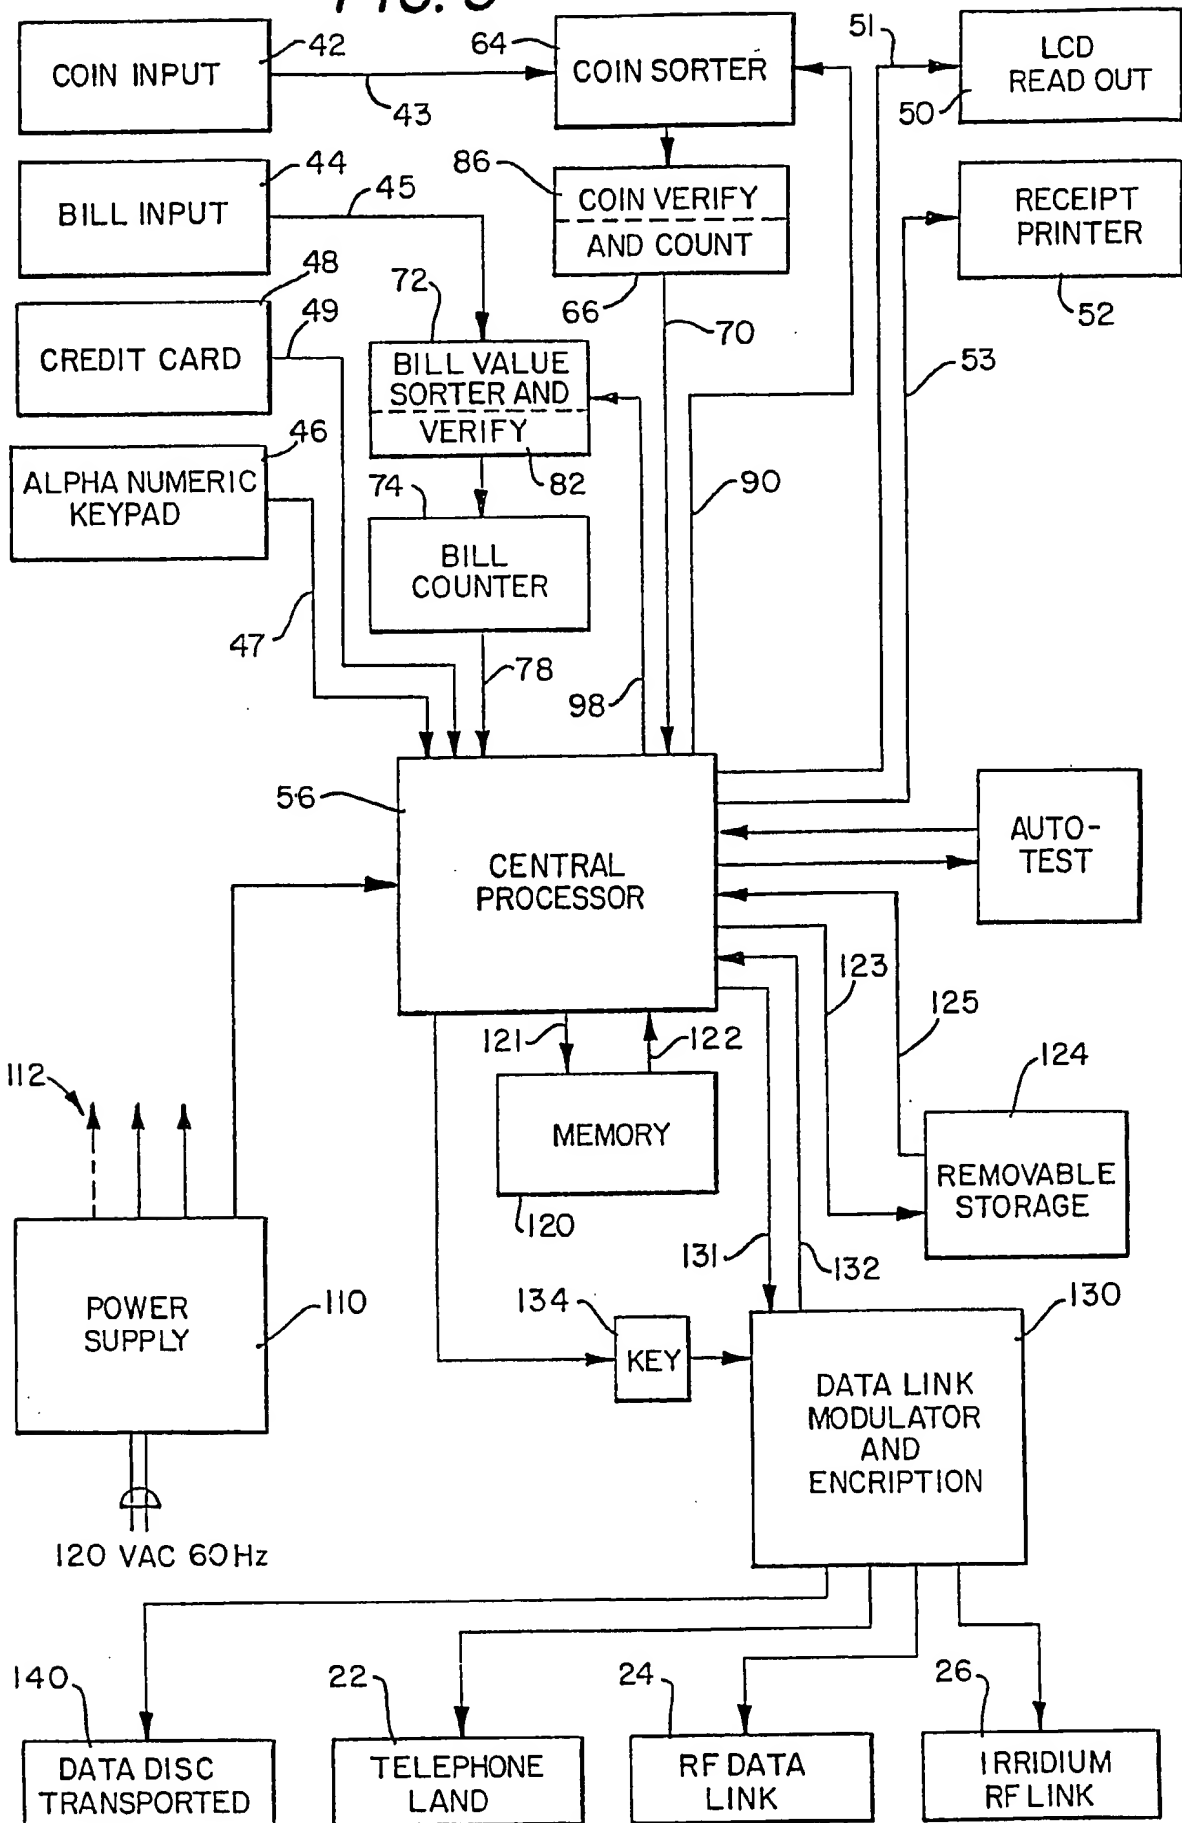 42
COIN INPUT
43
64
COIN SORTER
51
LCD
READ OUT
50
44
BILL INPUT
45
86
COIN VERIFY
AND COUNT
66
70
RECEIPT
PRINTER
52
53
48
CREDIT CARD
49
72
BILL VALUE
SORTER AND
VERIFY
82
46
ALPHA NUMERIC
KEYPAD
47
74
BILL
COUNTER
78
98
90
56
CENTRAL
PROCESSOR
AUTO-
TEST
121
122
123
125
124
112
MEMORY
120
REMOVABLE
STORAGE
131
132
POWER
SUPPLY
110
134
KEY
130
DATA LINK
MODULATOR
AND
ENCRIPTION
120 VAC 60Hz
140
DATA DISC
TRANSPORTED
22
TELEPHONE
LAND
24
RF DATA
LINK
26
IRRIDIUM
RF LINK